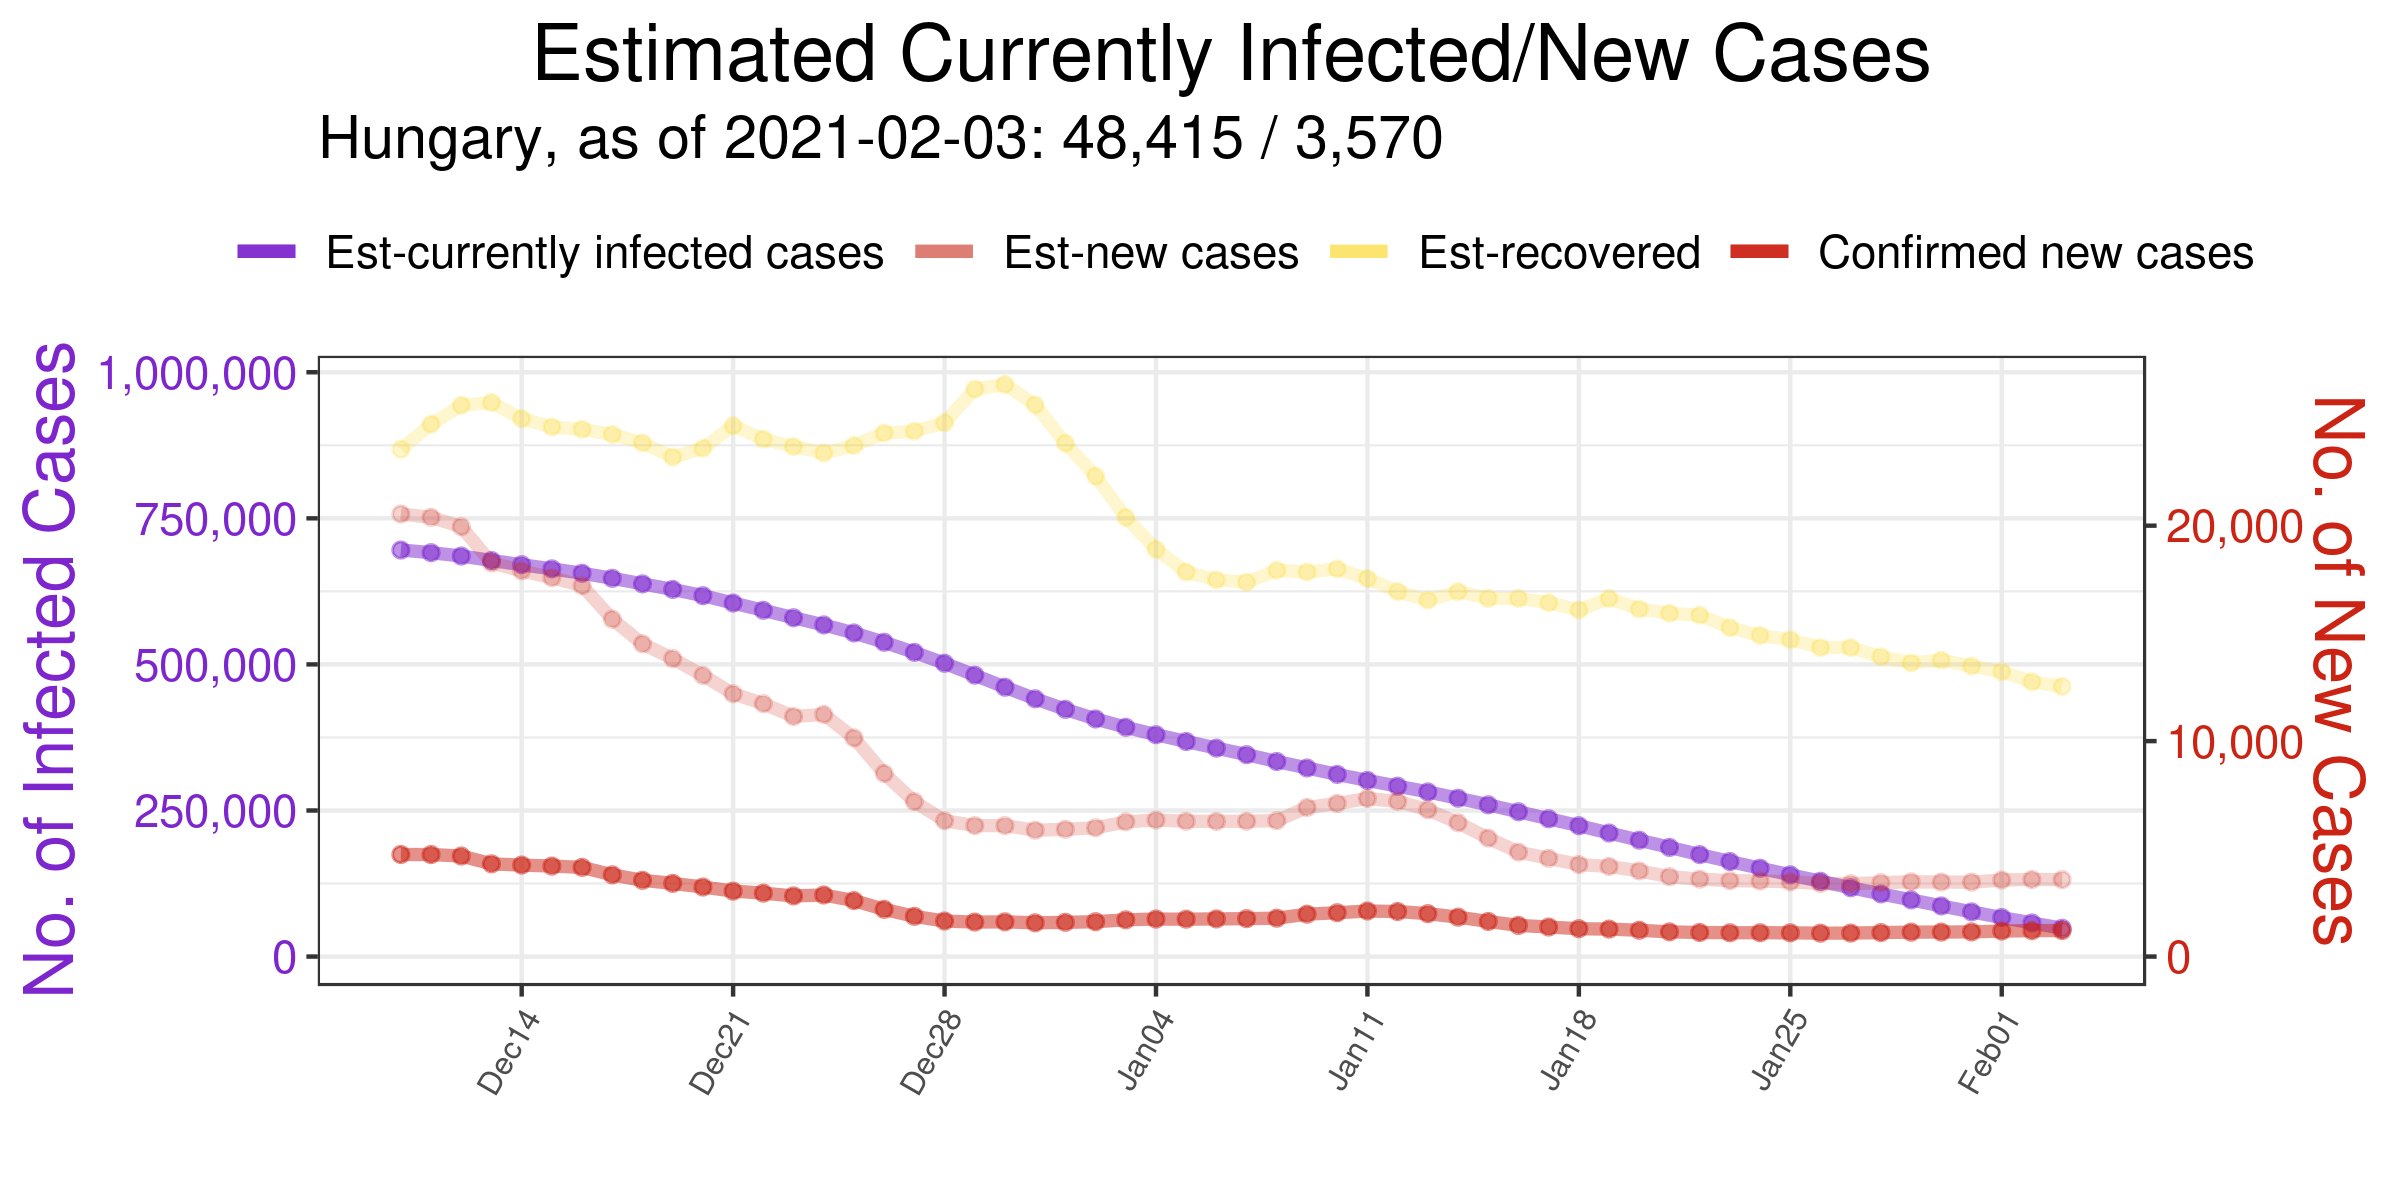 Estimated Currently Infected/New Cases
Hungary, as of 2021-02-03: 48,415 / 3,570
Est-currently infected cases
Est-new cases
Est-recovered
Confirmed new cases
No. of Infected Cases
1,000,000
750,000
500,000
250,000
0
20,000
10,000
0
No. of New Cases
Dec14
Dec21
Dec28
Jan04
Jan11
Jan18
Jan25
Feb01